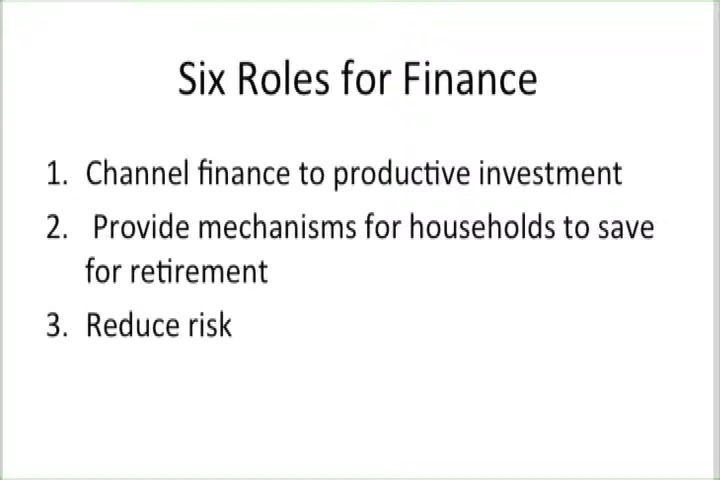 Six Roles for Finance
1. Channel finance to productive investment
2. Provide mechanisms for households to save
for retirement
3. Reduce risk